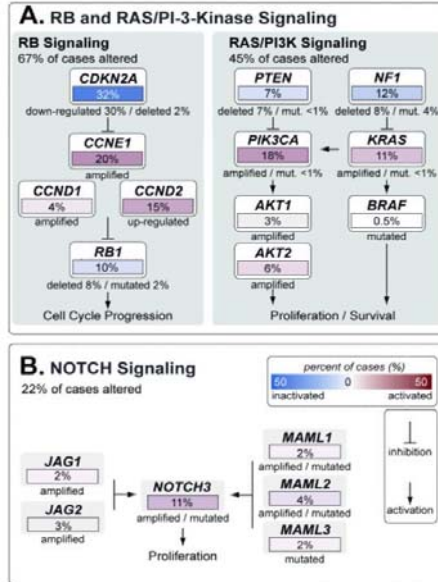 A. RB and RAS/PI-3-Kinase Signaling
RB Signaling
67% of cases altered
CDKN2A
32%
down-regulated 30% / deleted 2%
CCNE1
20%
amplified
CCND1
4%
amplified
CCND2
15%
up-regulated
RB1
10%
deleted 8% / mutated 2%
Cell Cycle Progression
RAS/PI3K Signaling
45% of cases altered
PTEN
7%
deleted 7% / mut. <1%
NF1
12%
deleted 8% / mut. 4%
PIK3CA
18%
amplified / mut. <1%
KRAS
11%
amplified / mut. <1%
AKT1
3%
amplified
BRAF
0.5%
mutated
AKT2
6%
amplified
Proliferation / Survival
B. NOTCH Signaling
22% of cases altered
percent of cases (%)
50 0 50
inactivated activated
inhibition
activation
JAG1
2%
amplified
JAG2
3%
amplified
NOTCH3
11%
amplified / mutated
Proliferation
MAML1
2%
amplified / mutated
MAML2
4%
amplified / mutated
MAML3
2%
mutated